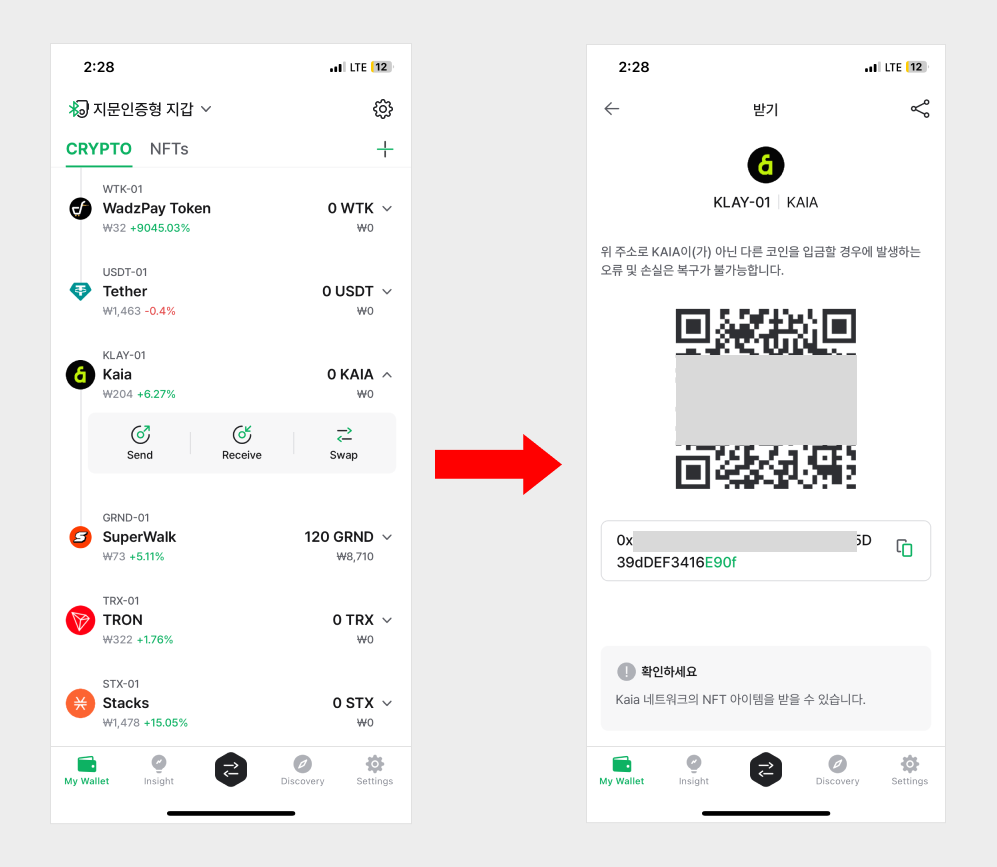 2:28
LTE 12
지문인증형 지갑
CRYPTO NFTs
WTK-01
WadzPay Token 0 WTK
₩32 +9045.03% ₩0
USDT-01
Tether 0 USDT
₩1,463 -0.4% ₩0
KLAY-01
Kaia 0 KAIA
₩204 +6.27% ₩0
Send Receive Swap
GRND-01
SuperWalk 120 GRND
₩73 +5.11% ₩8,710
TRX-01
TRON 0 TRX
₩322 +1.76% ₩0
STX-01
Stacks 0 STX
₩1,478 +15.05% ₩0
My Wallet Insight Discovery Settings
2:28
LTE 12
받기
KLAY-01 KAIA
위 주소로 KAIA이(가) 아닌 다른 코인을 입금할 경우에 발생하는
오류 및 손실은 복구가 불가능합니다.
0x 5D
39dDEF3416E90f
확인하세요
Kaia 네트워크의 NFT 아이템을 받을 수 있습니다.
My Wallet Insight Discovery Settings